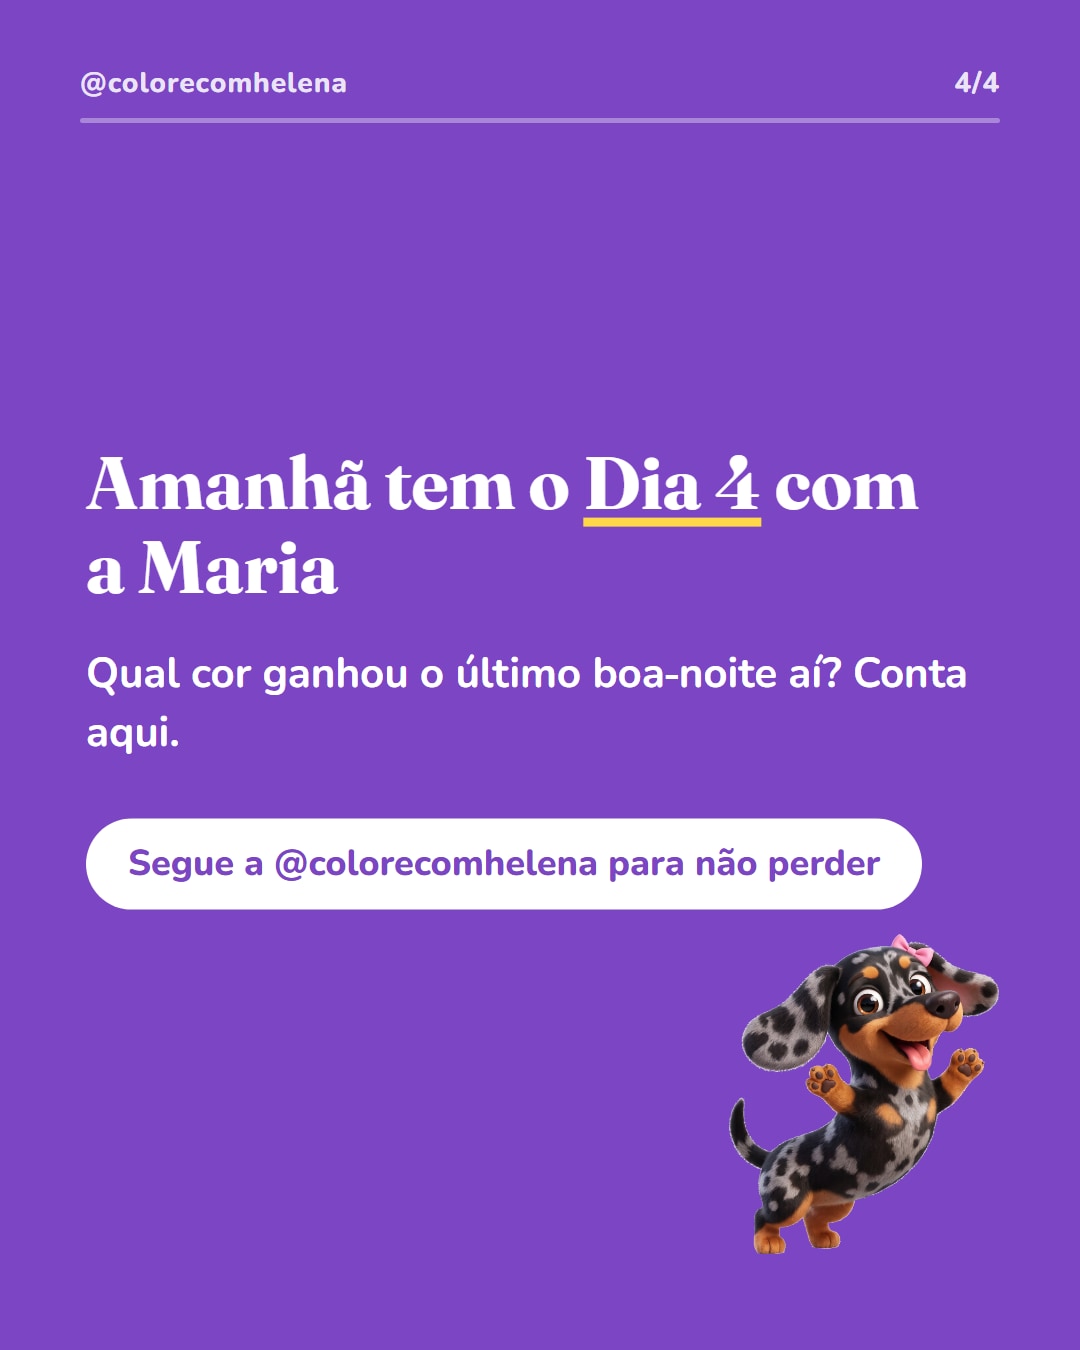 @colorecomhelena
4/4
Amanhã tem o Dia 4 com
a Maria
Qual cor ganhou o último boa-noite aí? Conta
aqui.
Segue a @colorecomhelena para não perder